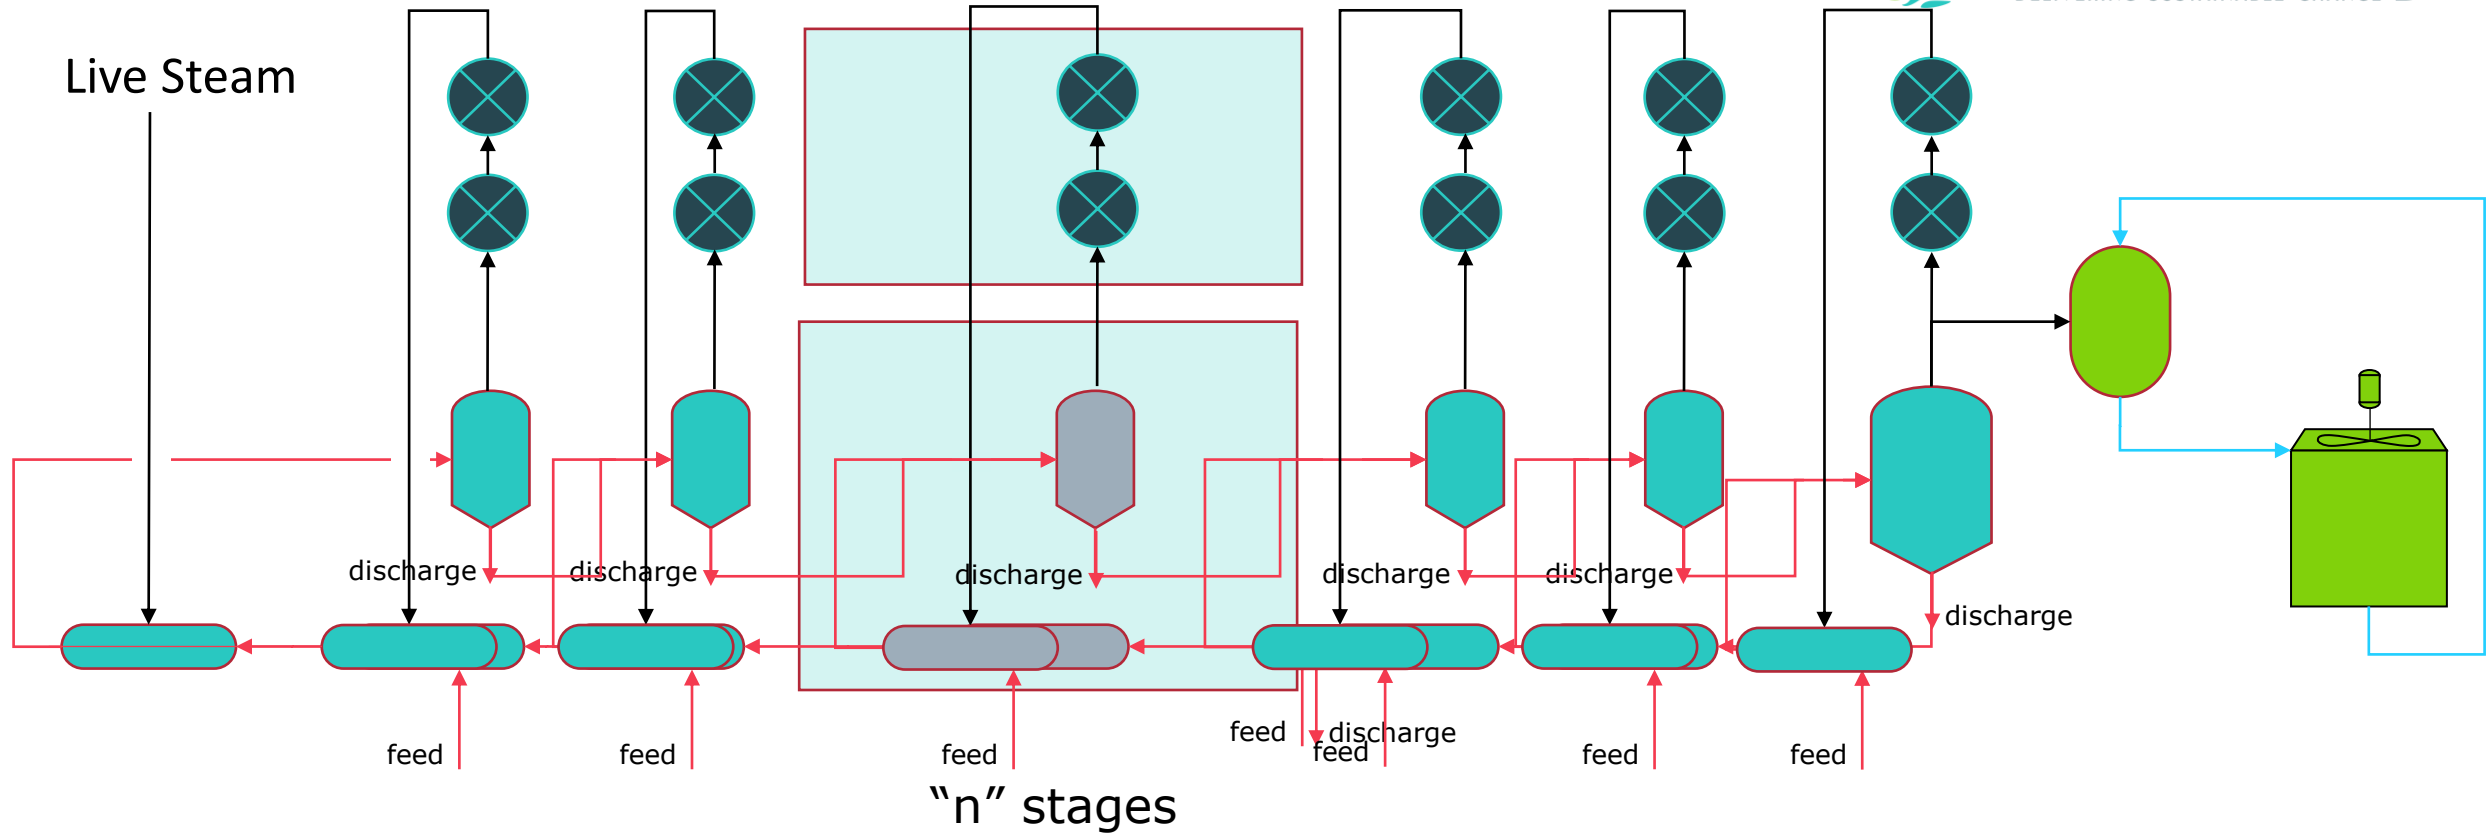 Live Steam
discharge
discharge
discharge
discharge
discharge
discharge
feed
feed
feed
feed
feed
discharge
feed
feed
“n” stages